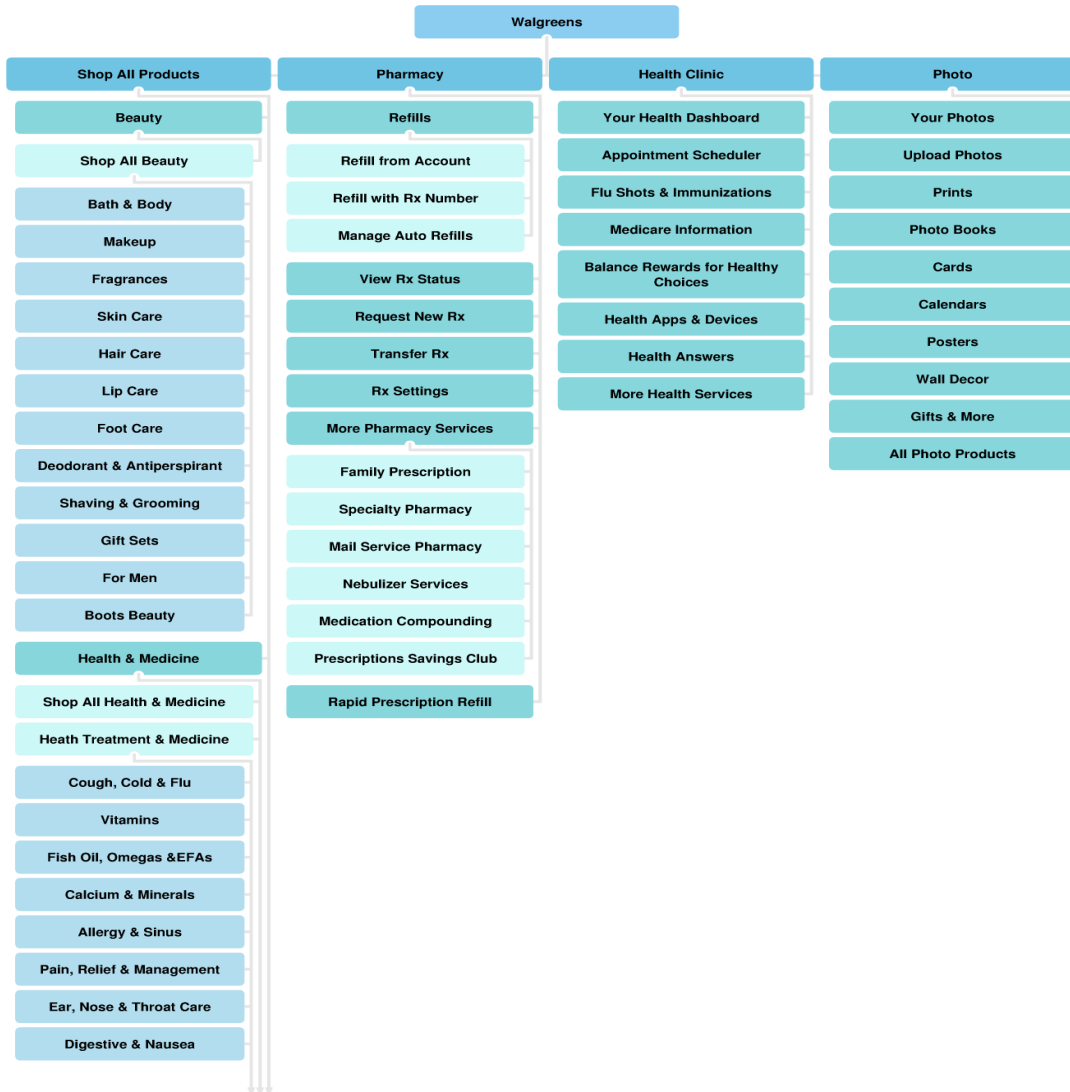 Walgreens
Shop All Products
Beauty
Shop All Beauty
Bath & Body
Makeup
Fragrances
Skin Care
Hair Care
Lip Care
Foot Care
Deodorant & Antiperspirant
Shaving & Grooming
Gift Sets
For Men
Boots Beauty
Health & Medicine
Shop All Health & Medicine
Heath Treatment & Medicine
Cough, Cold & Flu
Vitamins
Fish Oil, Omegas &EFAs
Calcium & Minerals
Allergy & Sinus
Pain, Relief & Management
Ear, Nose & Throat Care
Digestive & Nausea
Pharmacy
Refills
Refill from Account
Refill with Rx Number
Manage Auto Refills
View Rx Status
Request New Rx
Transfer Rx
Rx Settings
More Pharmacy Services
Family Prescription
Specialty Pharmacy
Mail Service Pharmacy
Nebulizer Services
Medication Compounding
Prescriptions Savings Club
Rapid Prescription Refill
Health Clinic
Your Health Dashboard
Appointment Scheduler
Flu Shots & Immunizations
Medicare Information
Balance Rewards for Healthy
Choices
Health Apps & Devices
Health Answers
More Health Services
Photo
Your Photos
Upload Photos
Prints
Photo Books
Cards
Calendars
Posters
Wall Decor
Gifts & More
All Photo Products